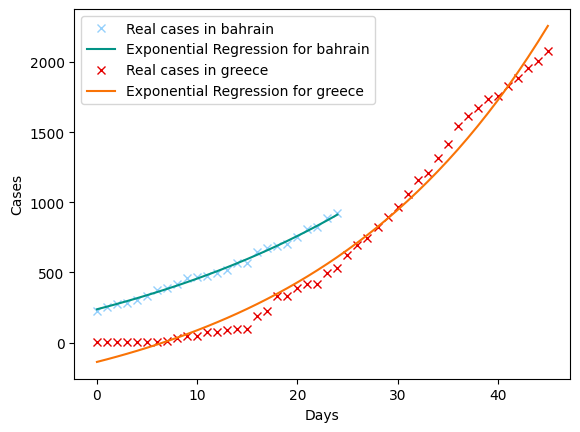 Real cases in bahrain
Exponential Regression for bahrain
Real cases in greece
Exponential Regression for greece
Cases
2000
1500
1000
500
0
0 10 20 30 40
Days